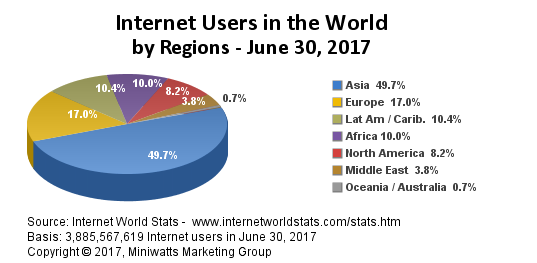 Internet Users in the World
by Regions - June 30, 2017
10.4%
10.0%
8.2%
3.8%
0.7%
17.0%
49.7%
Asia 49.7%
Europe 17.0%
Lat Am / Carib. 10.4%
Africa 10.0%
North America 8.2%
Middle East 3.8%
Oceania / Australia 0.7%
Source: Internet World Stats - www.internetworldstats.com/stats.htm
Basis: 3,885,567,619 Internet users in June 30, 2017
Copyright © 2017, Miniwatts Marketing Group